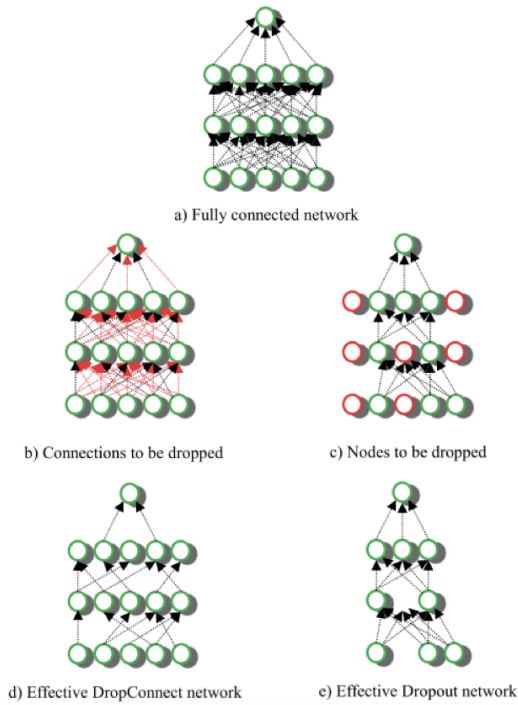 a) Fully connected network
b) Connections to be dropped
c) Nodes to be dropped
d) Effective DropConnect network
e) Effective Dropout network